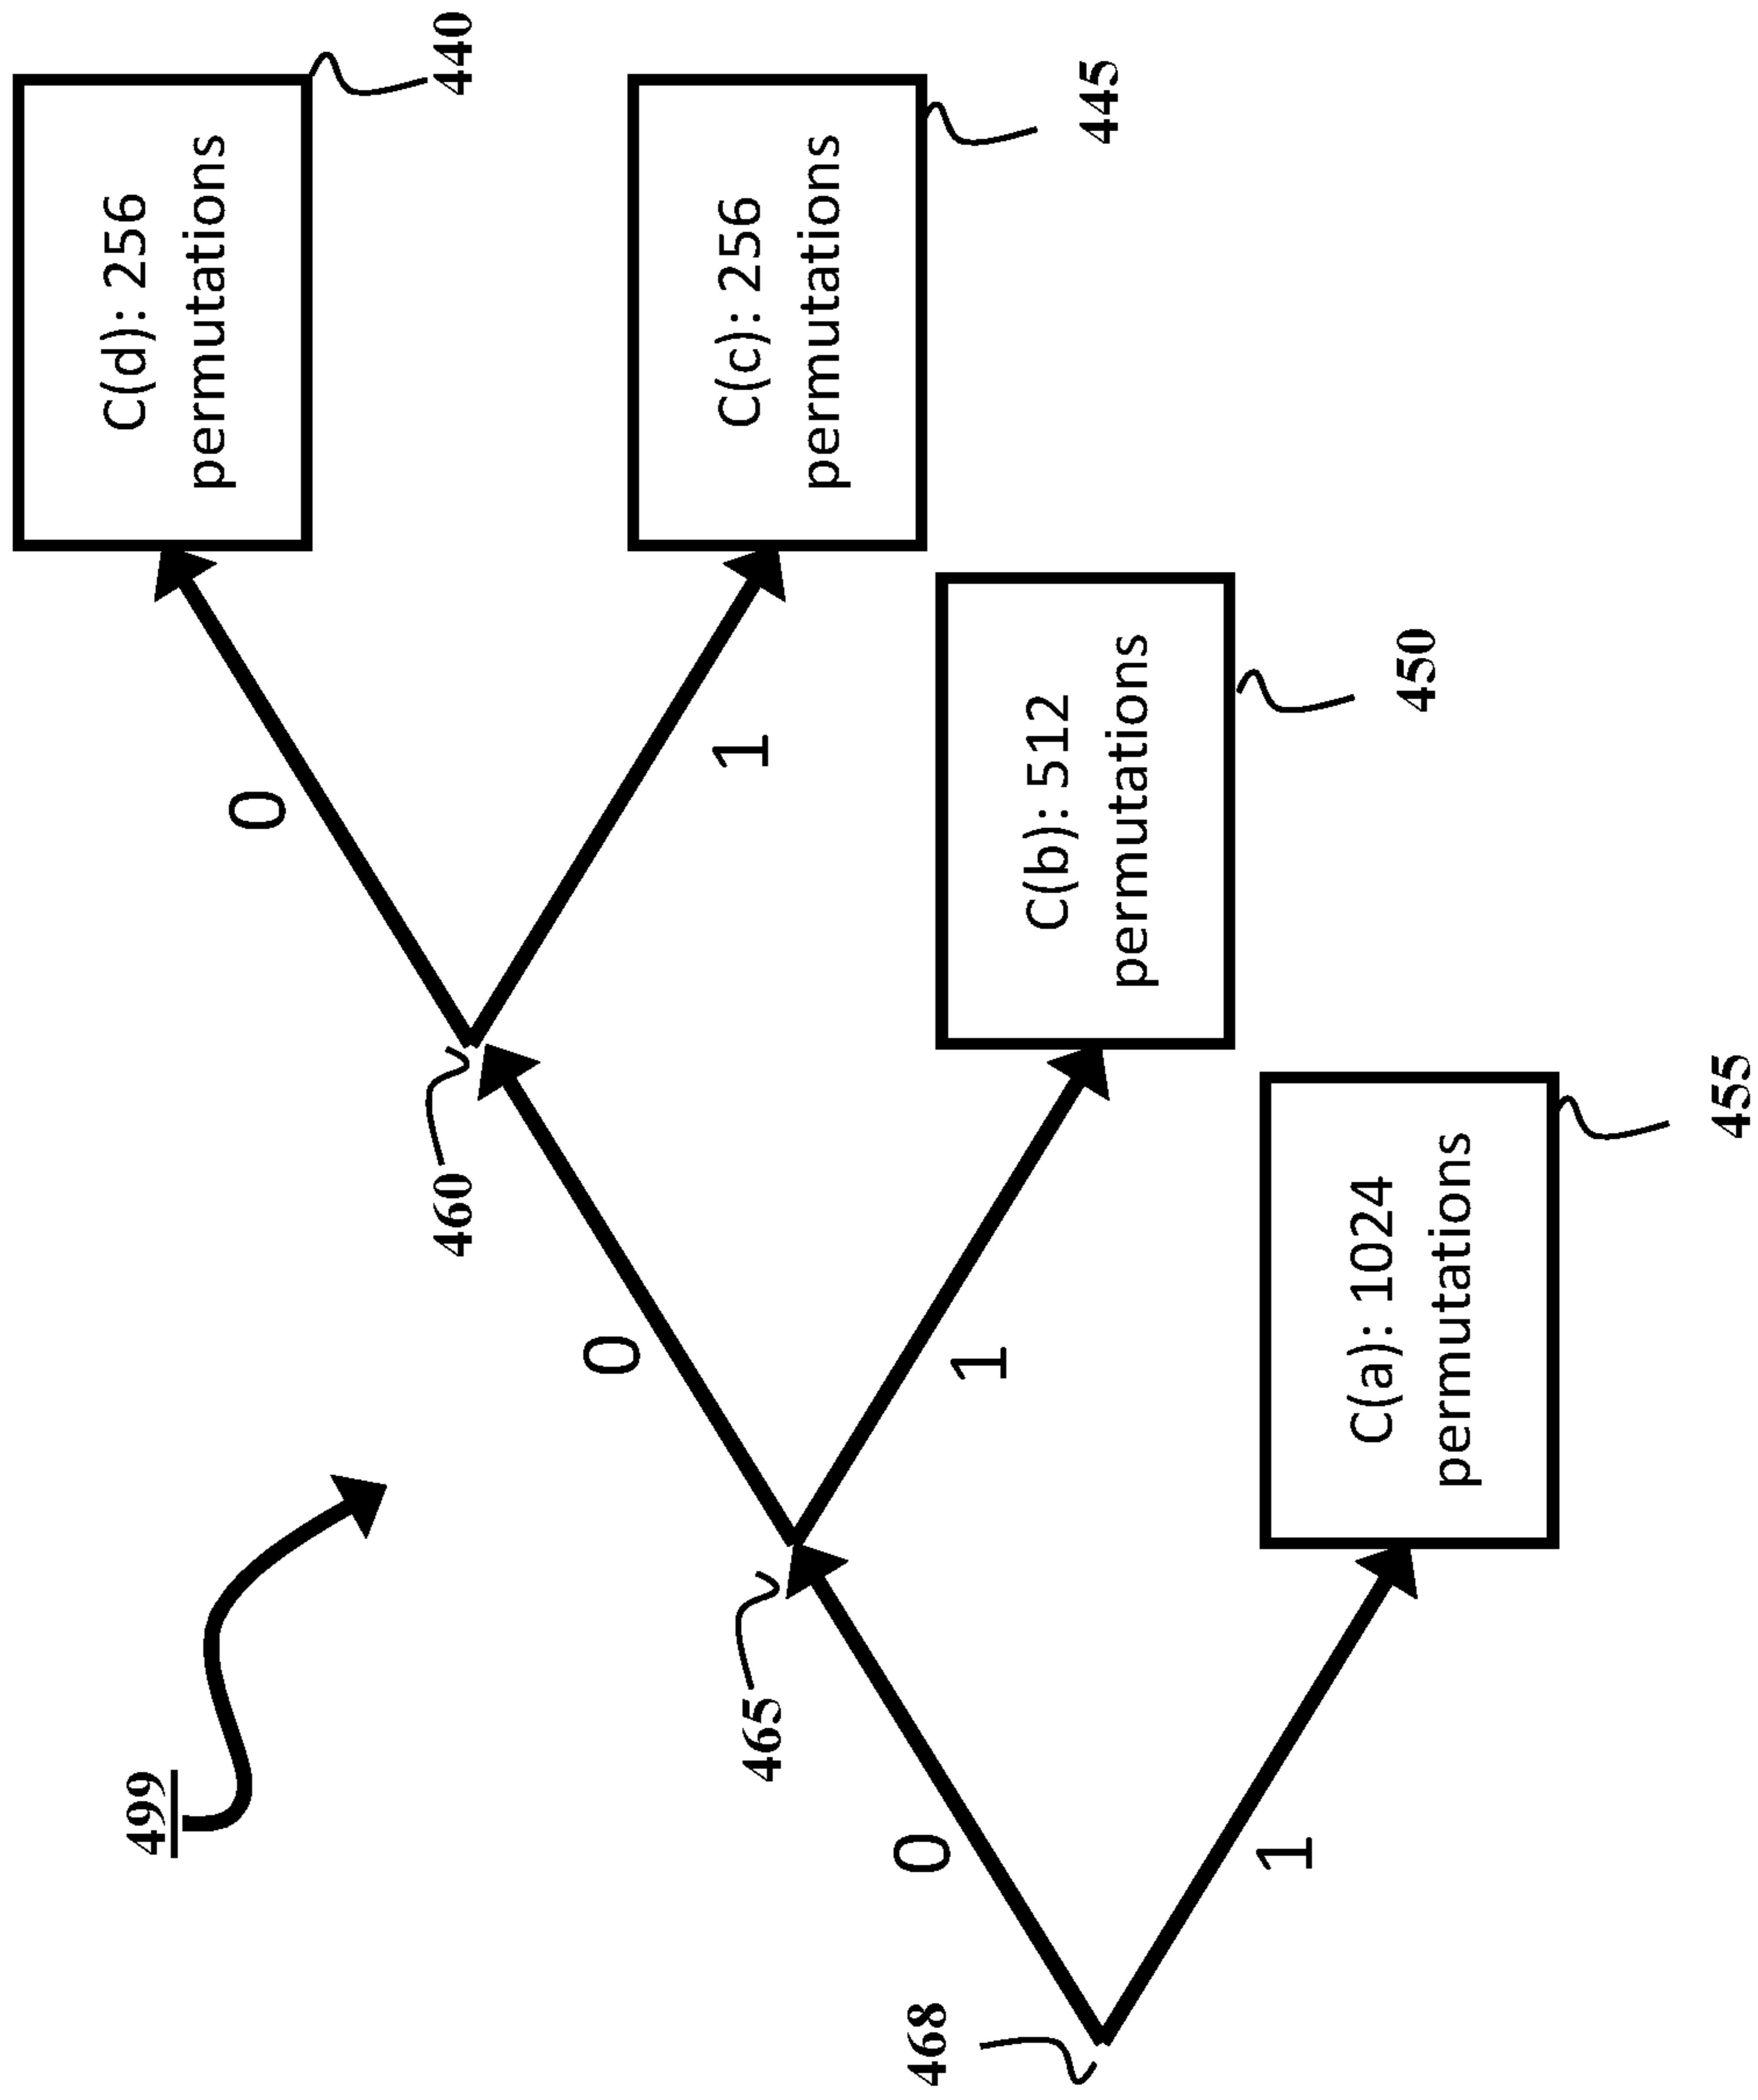 499
468
465
460
0
1
0
1
0
1
C(d): 256
permutations
440
C(c): 256
permutations
445
C(b): 512
permutations
450
C(a): 1024
permutations
455